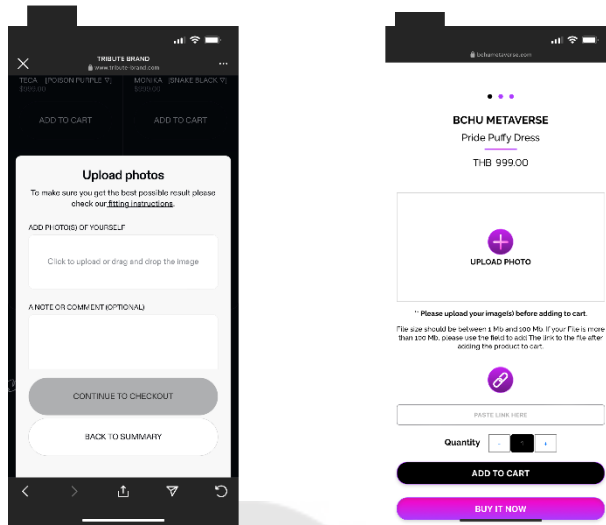 TRIBUTE BRAND
www.tribute-brand.com
TECA [POISON PURPLE ▽]
MONIKA [SNAKE BLACK ▽]
ADD TO CART
ADD TO CART
Upload photos
To make sure you get the best possible result please
check our fitting instructions.
ADD PHOTO(S) OF YOURSELF
Click to upload or drag and drop the image
A NOTE OR COMMENT (OPTIONAL)
CONTINUE TO CHECKOUT
BACK TO SUMMARY
bchumetaverse.com
BCHU METAVERSE
Pride Puffy Dress
THB 999.00
UPLOAD PHOTO
** Please upload your image(s) before adding to cart.
File size should be between 1 Mb and 100 Mb. If your File is more
than 100 Mb, please use the field to add The link to the file after
adding the product to cart.
PASTE LINK HERE
Quantity - +
ADD TO CART
BUY IT NOW